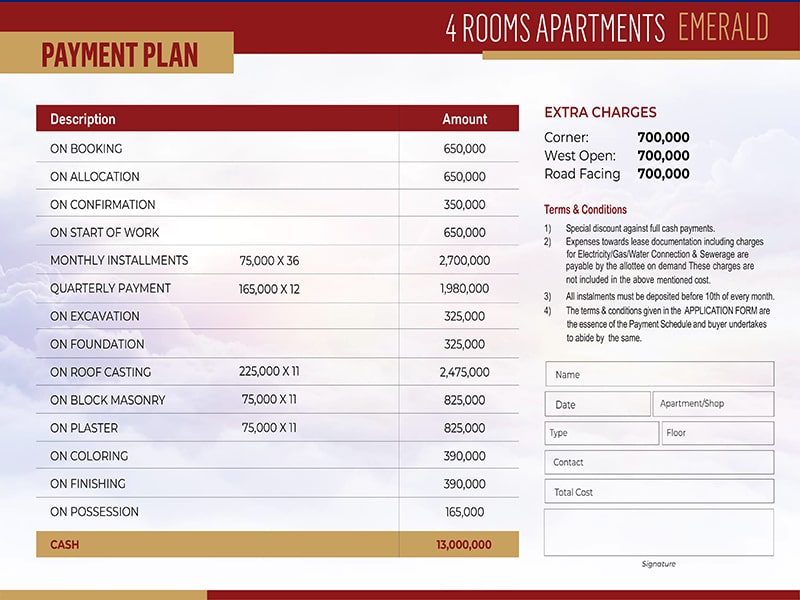 4 ROOMS APARTMENTS EMERALD
PAYMENT PLAN
Description Amount
ON BOOKING 650,000
ON ALLOCATION 650,000
ON CONFIRMATION 350,000
ON START OF WORK 650,000
MONTHLY INSTALLMENTS 75,000 X 36 2,700,000
QUARTERLY PAYMENT 165,000 X 12 1,980,000
ON EXCAVATION 325,000
ON FOUNDATION 325,000
ON ROOF CASTING 225,000 X 11 2,475,000
ON BLOCK MASONRY 75,000 X 11 825,000
ON PLASTER 75,000 X 11 825,000
ON COLORING 390,000
ON FINISHING 390,000
ON POSSESSION 165,000
CASH 13,000,000
EXTRA CHARGES
Corner: 700,000
West Open: 700,000
Road Facing 700,000
Terms & Conditions
1) Special discount against full cash payments.
2) Expenses towards lease documentation including charges
for Electricity/Gas/Water Connection & Sewerage are
payable by the allottee on demand These charges are
not included in the above mentioned cost.
3) All instalments must be deposited before 10th of every month.
4) The terms & conditions given in the APPLICATION FORM are
the essence of the Payment Schedule and buyer undertakes
to abide by the same.
Name
Date Apartment/Shop
Type Floor
Contact
Total Cost
Signature